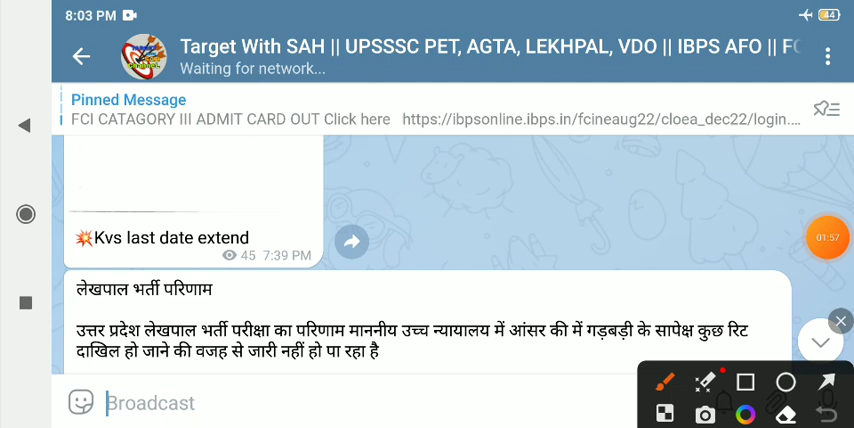 8:03 PM
44
Target With SAH || UPSSSC PET, AGTA, LEKHPAL, VDO || IBPS AFO || FC
Waiting for network...
Pinned Message
FCI CATAGORY III ADMIT CARD OUT Click here https://ibpsonline.ibps.in/fcineaug22/cloea_dec22/login....
💥Kvs last date extend
45 7:39 PM
01:57
लेखपाल भर्ती परिणाम
उत्तर प्रदेश लेखपाल भर्ती परीक्षा का परिणाम माननीय उच्च न्यायालय में आंसर की में गड़बड़ी के सापेक्ष कुछ रिट
दाखिल हो जाने की वजह से जारी नहीं हो पा रहा है
Broadcast